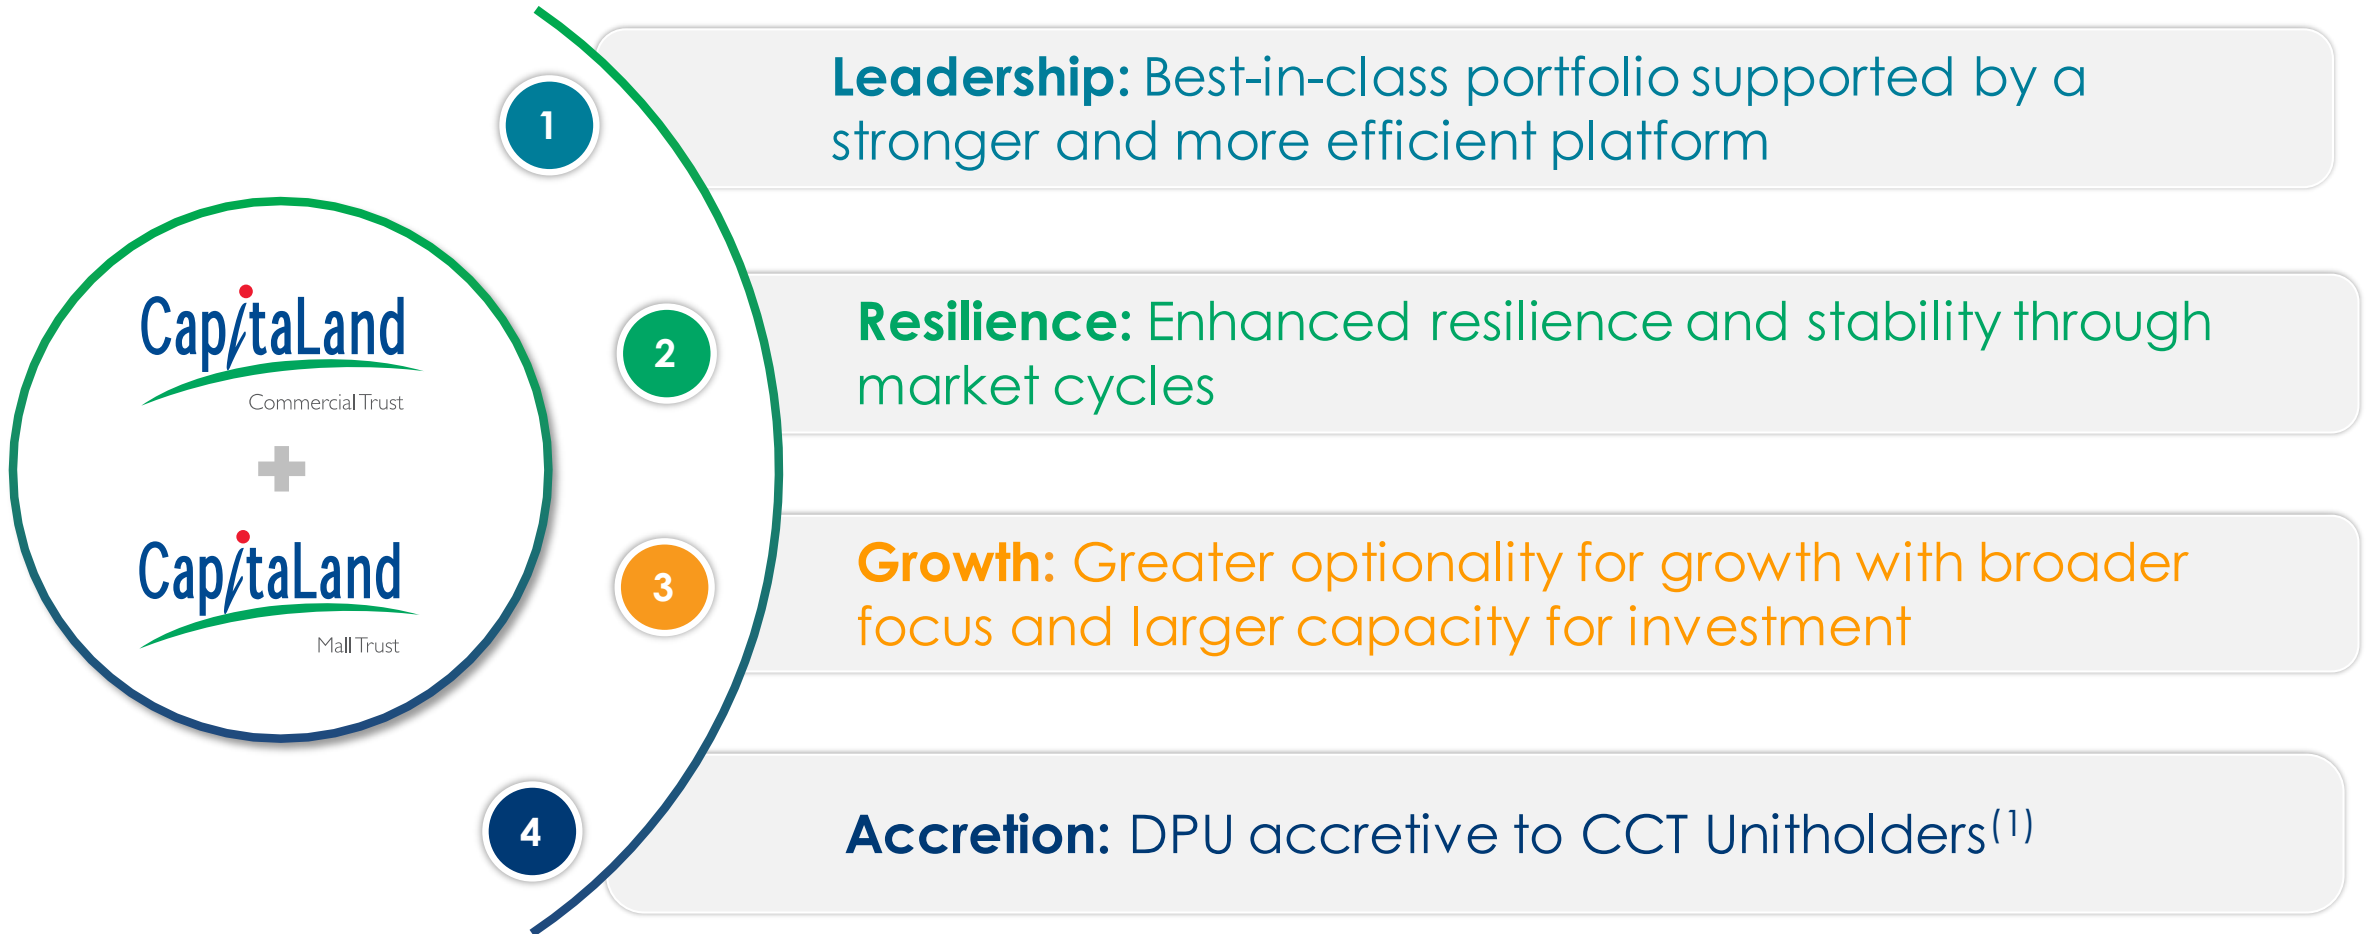 CapitaLand
Commercial Trust
CapitaLand
Mall Trust
1
Leadership: Best-in-class portfolio supported by a
stronger and more efficient platform
2
Resilience: Enhanced resilience and stability through
market cycles
3
Growth: Greater optionality for growth with broader
focus and larger capacity for investment
4
Accretion: DPU accretive to CCT Unitholders(1)